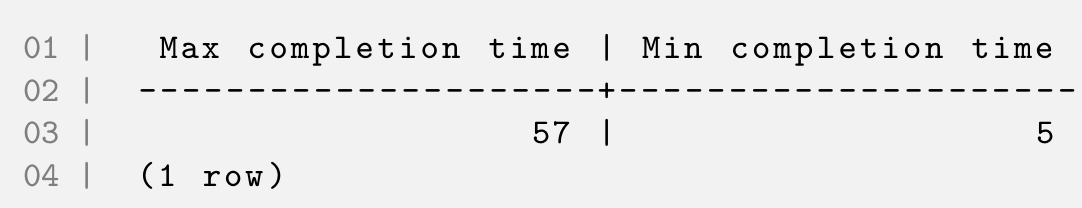 01 |   Max completion time | Min completion time
02 |  ---------------------+---------------------
03 |                    57 |                   5
04 |  (1 row)